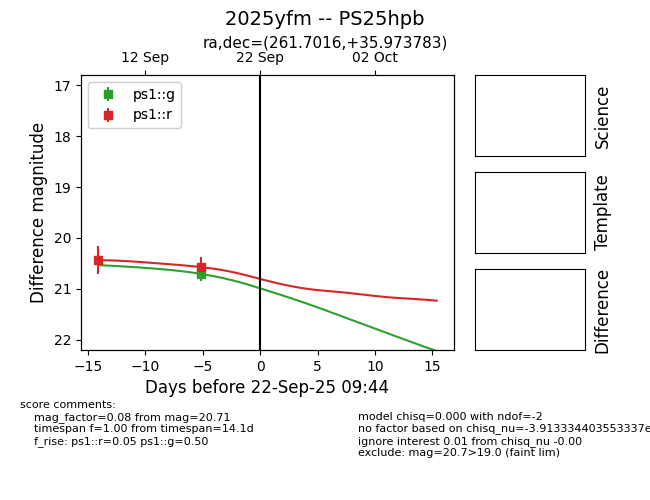 2025yfm -- PS25hpb
ra,dec=(261.7016,+35.973783)
12 Sep 22 Sep 02 Oct
ps1::g
ps1::r
17
18
19
20
21
22
Difference magnitude
−15 −10 −5 0 5 10 15
Days before 22-Sep-25 09:44
Science
Template
Difference
score comments:
mag_factor=0.08 from mag=20.71
timespan f=1.00 from timespan=14.1d
f_rise: ps1::r=0.05 ps1::g=0.50
model chisq=0.000 with ndof=-2
no factor based on chisq_nu=-3.913334403553337e
ignore interest 0.01 from chisq_nu -0.00
exclude: mag=20.7>19.0 (faint lim)